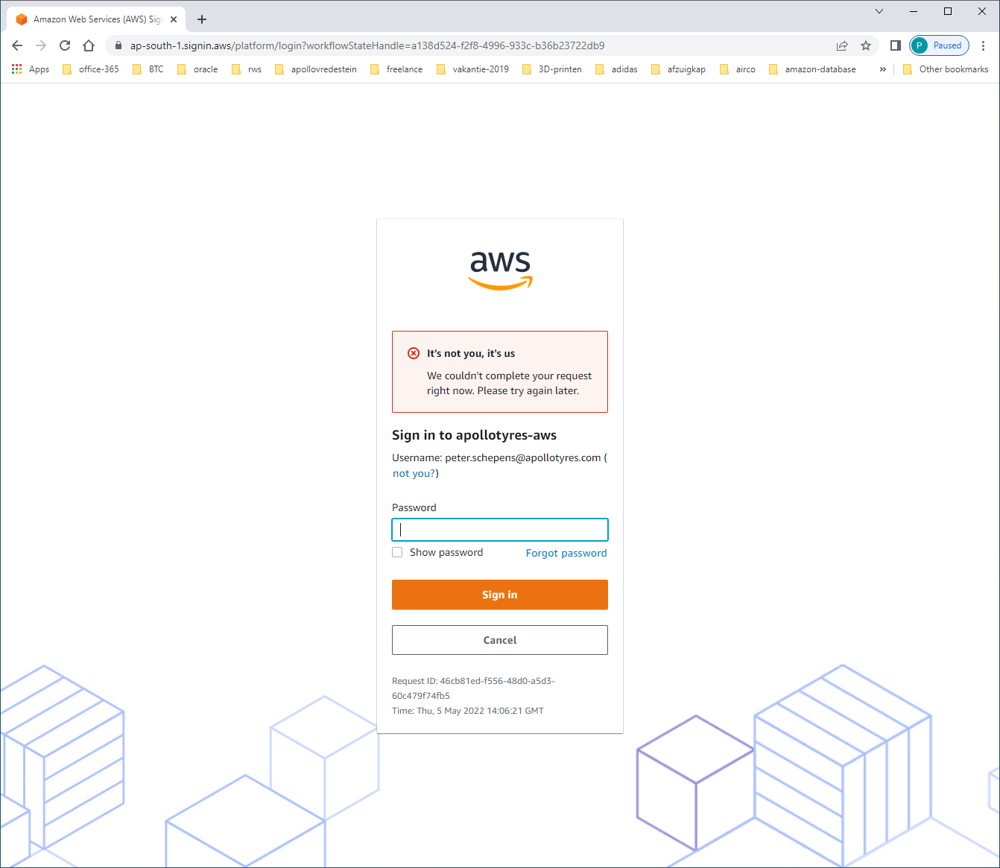 Amazon Web Services (AWS) Sig
ap-south-1.signin.aws/platform/login?workflowStateHandle=a138d524-f2f8-4996-933c-b36b23722db9
P Paused
Apps office-365 BTC oracle rws apollovredestein freelance vakantie-2019 3D-printen adidas afzuigkap airco amazon-database » Other bookmarks
aws
It's not you, it's us
We couldn't complete your request
right now. Please try again later.
Sign in to apollotyres-aws
Username: peter.schepens@apollotyres.com (
not you?)
Password
Show password Forgot password
Sign in
Cancel
Request ID: 46cb81ed-f556-48d0-a5d3-
60c479f74fb5
Time: Thu, 5 May 2022 14:06:21 GMT